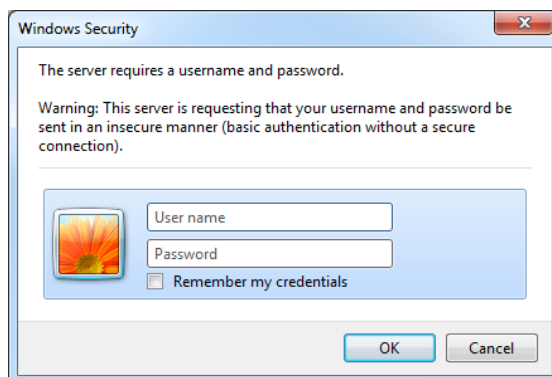 Windows Security
The server requires a username and password.
Warning: This server is requesting that your username and password be
sent in an insecure manner (basic authentication without a secure
connection).
User name
Password
Remember my credentials
OK
Cancel